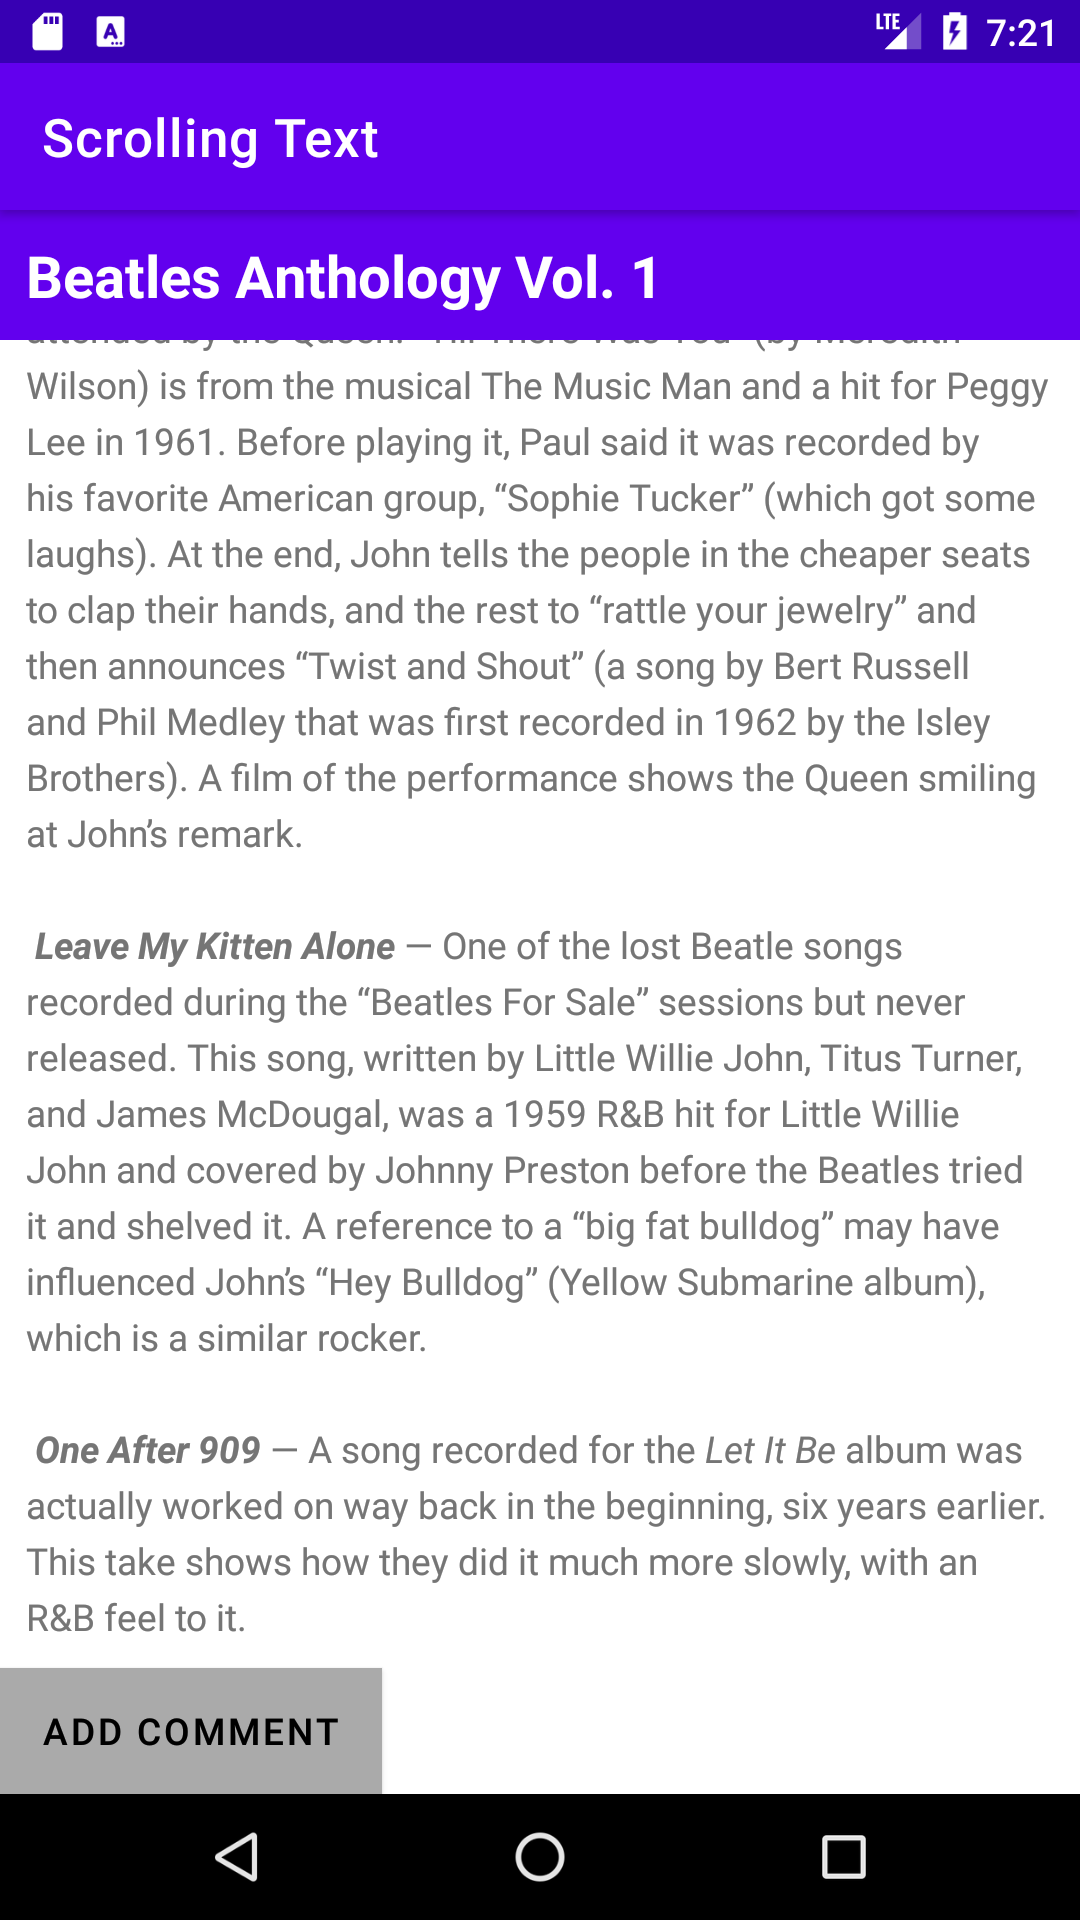 LTE 7:21
Scrolling Text
Beatles Anthology Vol. 1
Wilson) is from the musical The Music Man and a hit for Peggy
Lee in 1961. Before playing it, Paul said it was recorded by
his favorite American group, “Sophie Tucker” (which got some
laughs). At the end, John tells the people in the cheaper seats
to clap their hands, and the rest to “rattle your jewelry” and
then announces “Twist and Shout” (a song by Bert Russell
and Phil Medley that was first recorded in 1962 by the Isley
Brothers). A film of the performance shows the Queen smiling
at John’s remark.
Leave My Kitten Alone — One of the lost Beatle songs
recorded during the “Beatles For Sale” sessions but never
released. This song, written by Little Willie John, Titus Turner,
and James McDougal, was a 1959 R&B hit for Little Willie
John and covered by Johnny Preston before the Beatles tried
it and shelved it. A reference to a “big fat bulldog” may have
influenced John’s “Hey Bulldog” (Yellow Submarine album),
which is a similar rocker.
One After 909 — A song recorded for the Let It Be album was
actually worked on way back in the beginning, six years earlier.
This take shows how they did it much more slowly, with an
R&B feel to it.
ADD COMMENT